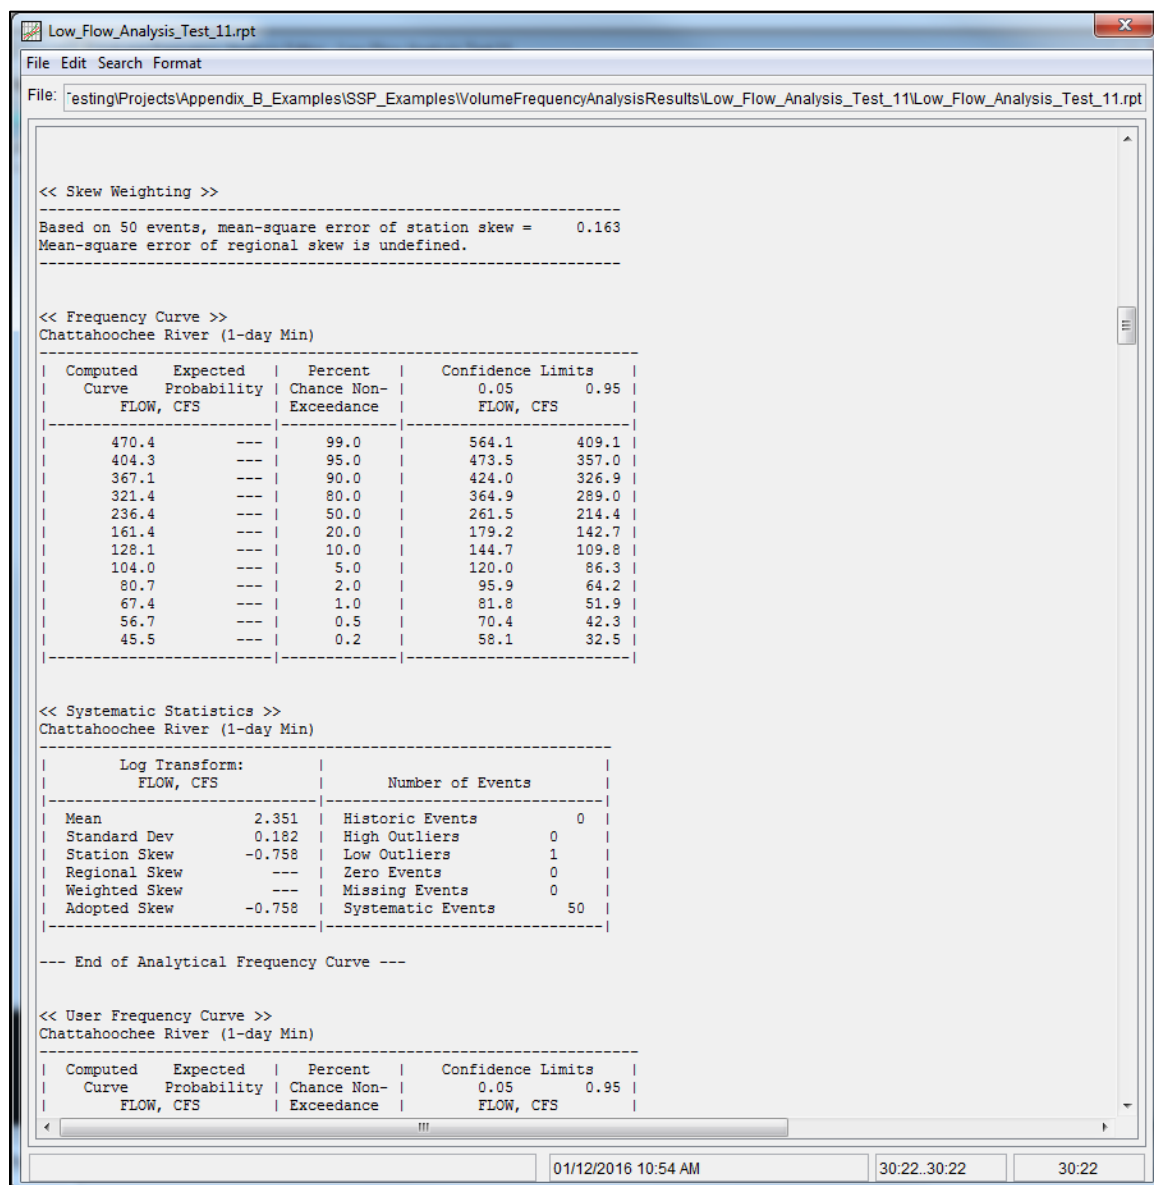 Low_Flow_Analysis_Test_11.rpt
File Edit Search Format
File: Testing\Projects\Appendix_B_Examples\SSP_Examples\VolumeFrequencyAnalysisResults\Low_Flow_Analysis_Test_11\Low_Flow_Analysis_Test_11.rpt
<< Skew Weighting >>
-----------------------------------------------------------------
Based on 50 events, mean-square error of station skew =     0.163
Mean-square error of regional skew is undefined.
-----------------------------------------------------------------
<< Frequency Curve >>
Chattahoochee River (1-day Min)
-------------------------------------------------------------------
|  Computed    Expected   |   Percent   |    Confidence Limits    |
|    Curve    Probability | Chance Non- |        0.05        0.95 |
|        FLOW, CFS        | Exceedance  |        FLOW, CFS        |
|-------------------------|-------------|-------------------------|
|       470.4         --- |     99.0    |       564.1       409.1 |
|       404.3         --- |     95.0    |       473.5       357.0 |
|       367.1         --- |     90.0    |       424.0       326.9 |
|       321.4         --- |     80.0    |       364.9       289.0 |
|       236.4         --- |     50.0    |       261.5       214.4 |
|       161.4         --- |     20.0    |       179.2       142.7 |
|       128.1         --- |     10.0    |       144.7       109.8 |
|       104.0         --- |      5.0    |       120.0        86.3 |
|        80.7         --- |      2.0    |        95.9        64.2 |
|        67.4         --- |      1.0    |        81.8        51.9 |
|        56.7         --- |      0.5    |        70.4        42.3 |
|        45.5         --- |      0.2    |        58.1        32.5 |
|-------------------------|-------------|-------------------------|
<< Systematic Statistics >>
Chattahoochee River (1-day Min)
----------------------------------------------------------------
|        Log Transform:        |                               |
|          FLOW, CFS           |       Number of Events        |
|------------------------------|-------------------------------|
|  Mean                 2.351  |  Historic Events           0  |
|  Standard Dev         0.182  |  High Outliers          0     |
|  Station Skew        -0.758  |  Low Outliers           1     |
|  Regional Skew          ---  |  Zero Events            0     |
|  Weighted Skew          ---  |  Missing Events         0     |
|  Adopted Skew        -0.758  |  Systematic Events        50  |
|------------------------------|-------------------------------|
--- End of Analytical Frequency Curve ---
<< User Frequency Curve >>
Chattahoochee River (1-day Min)
-------------------------------------------------------------------
|  Computed    Expected   |   Percent   |    Confidence Limits    |
|    Curve    Probability | Chance Non- |        0.05        0.95 |
|        FLOW, CFS        | Exceedance  |        FLOW, CFS        |
01/12/2016 10:54 AM
30:22..30:22
30:22